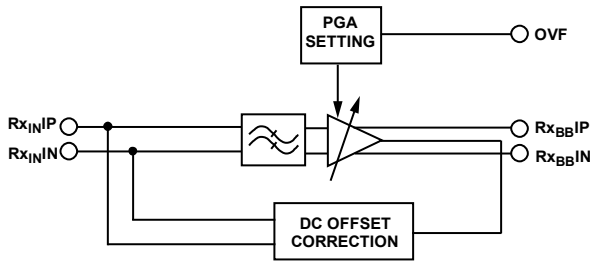 PGA
SETTING
OVF
RxINIP
RxININ
RxBBIP
RxBBIN
DC OFFSET
CORRECTION